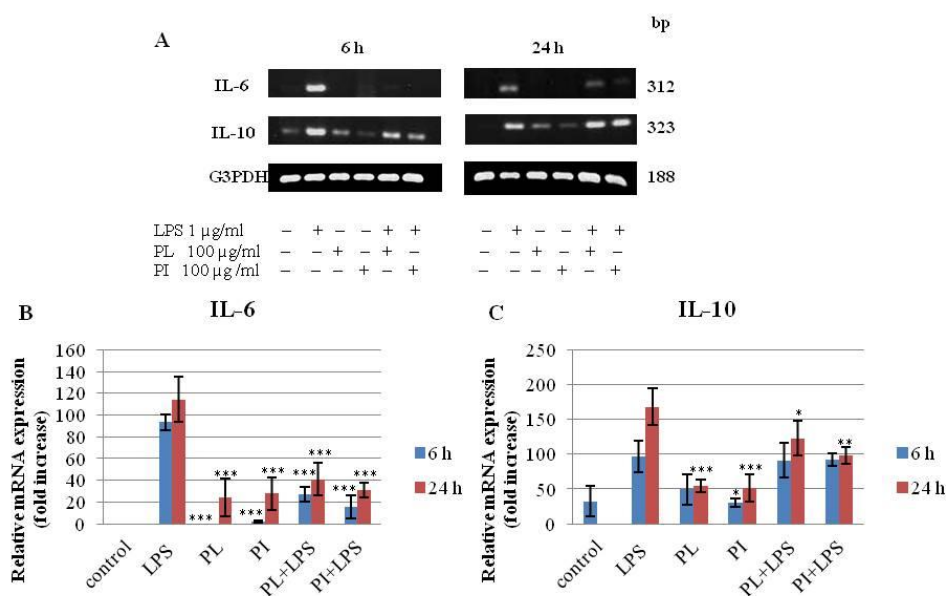 A
6 h
24 h
bp
IL-6
312
IL-10
323
G3PDH
188
LPS 1 µg/ml – + – – + + – + – – + +
PL 100 µg/ml – – + – + – – – + – + –
PI 100 µg /ml – – – + – + – – – + – +
B
IL-6
Relative mRNA expression
(fold increase)
160
140
120
100
80
60
40
20
0
***
***
***
***
***
***
***
***
control
LPS
PL
PI
PL+LPS
PI+LPS
6 h
24 h
C
IL-10
Relative mRNA expression
(fold increase)
250
200
150
100
50
0
***
*
***
*
**
control
LPS
PL
PI
PL+LPS
PI+LPS
6 h
24 h